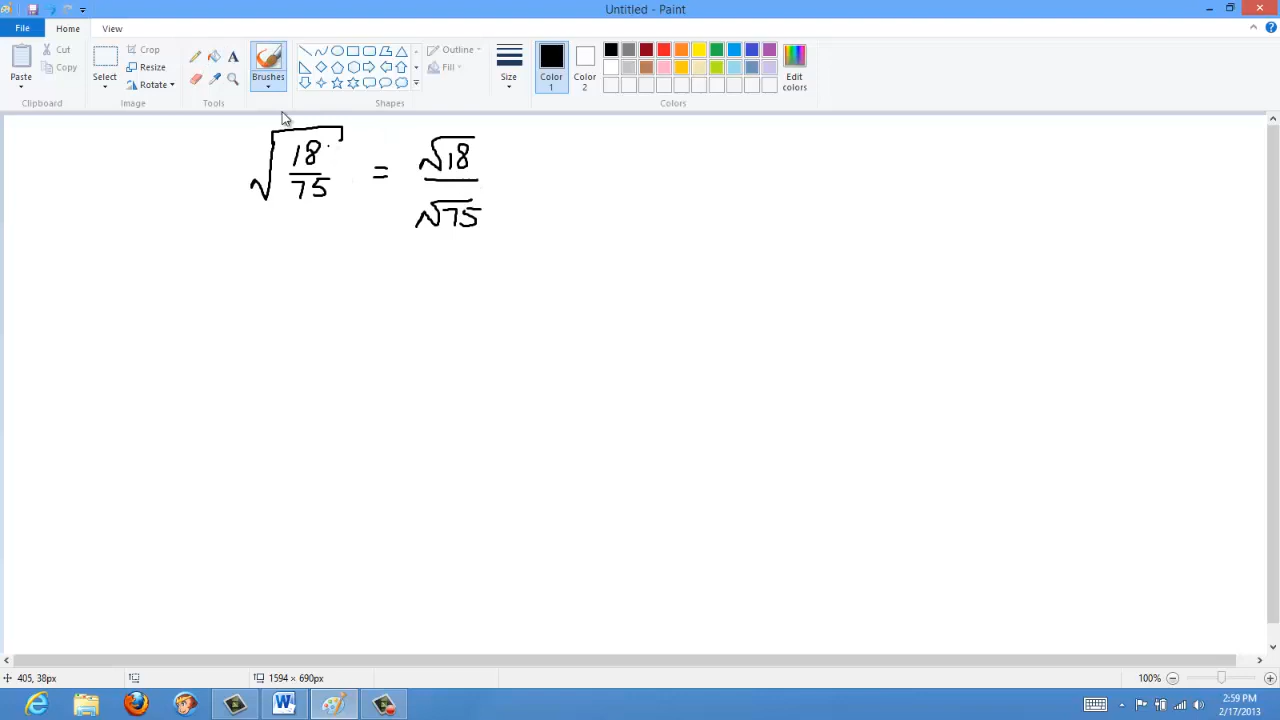 Untitled - Paint
File Home View
Paste Cut Copy Clipboard
Select Crop Resize Rotate Image
Tools
Brushes
Shapes Outline Fill
Size
Color 1 Color 2 Edit colors Colors
√18/75 = √18/√75
405, 38px 1594 × 690px 100%
2:59 PM
2/17/2013